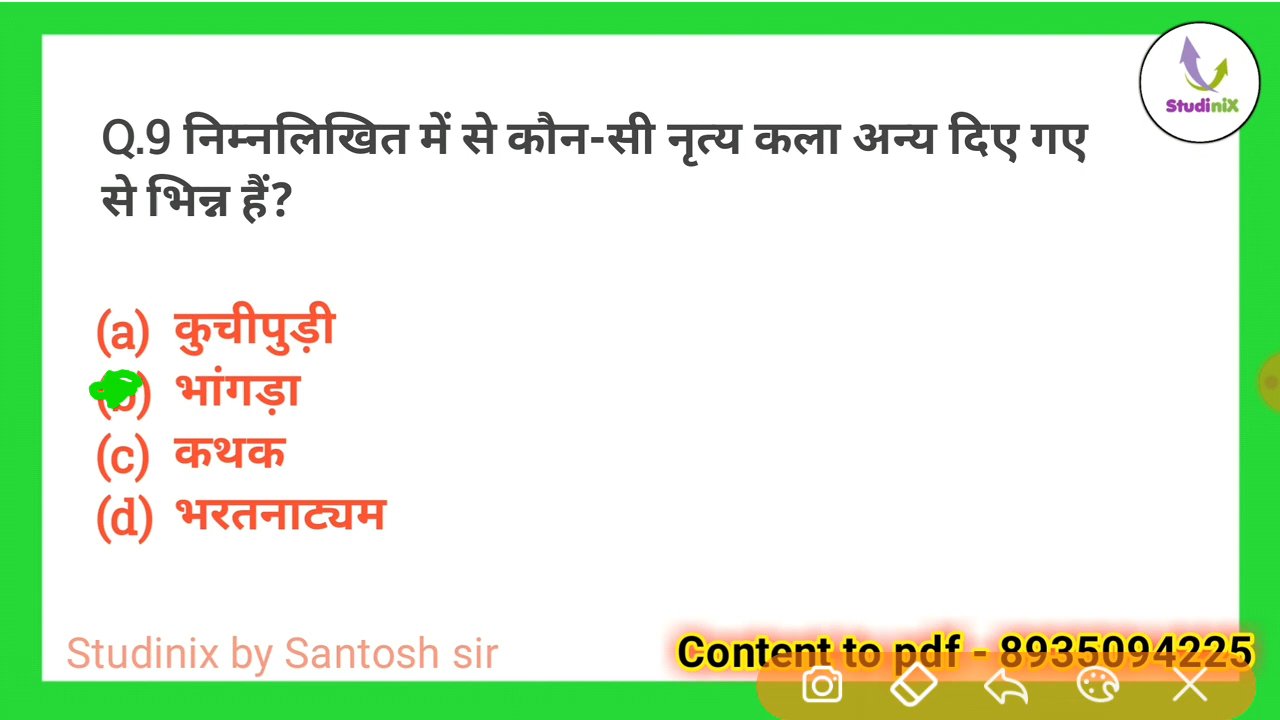 StudiniX
Q.9 निम्नलिखित में से कौन-सी नृत्य कला अन्य दिए गए
से भिन्न हैं?
(a) कुचीपुड़ी
(b) भांगड़ा
(c) कथक
(d) भरतनाट्यम
Studinix by Santosh sir
Content to pdf - 8935094225